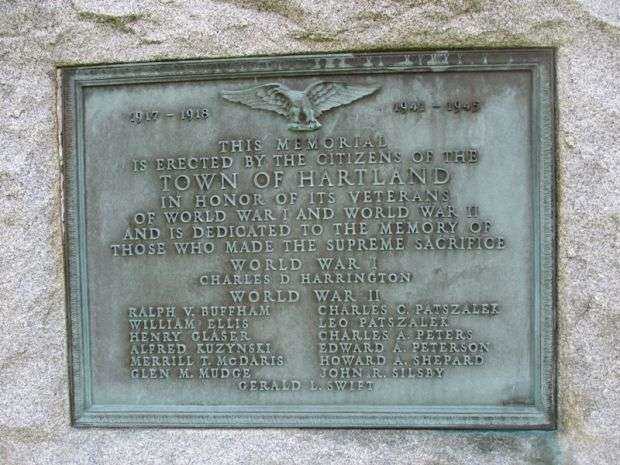 1917 - 1918 1941 - 1945
THIS MEMORIAL
IS ERECTED BY THE CITIZENS OF THE
TOWN OF HARTLAND
IN HONOR OF ITS VETERANS
OF WORLD WAR I AND WORLD WAR II
AND IS DEDICATED TO THE MEMORY OF
THOSE WHO MADE THE SUPREME SACRIFICE
WORLD WAR I
CHARLES D HARRINGTON
WORLD WAR II
RALPH V. BUFFHAM CHARLES C. PATSZALEK
WILLIAM ELLIS LEO PATSZALEK
HENRY GLASER CHARLES A. PETERS
ALFRED KUZYNSKI EDWARD A. PETERSON
MERRILL T. MCDARIS HOWARD A. SHEPARD
GLEN M. MUDGE JOHN R. SILSBY
GERALD L. SWIFT